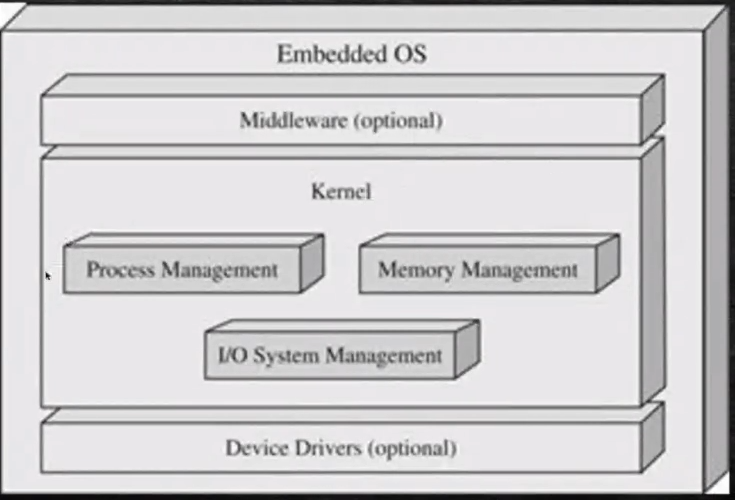 Embedded OS
Middleware (optional)
Kernel
Process Management
Memory Management
I/O System Management
Device Drivers (optional)